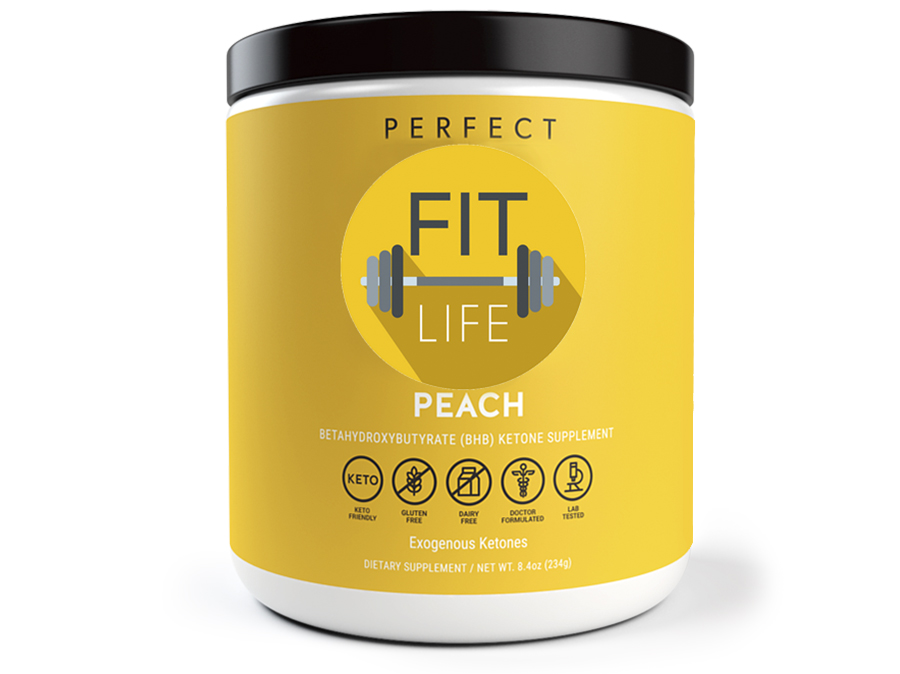 PERFECT
FIT
LIFE
PEACH
BETAHYDROXYBUTYRATE (BHB) KETONE SUPPLEMENT
KETO
KETO FRIENDLY
GLUTEN FREE
DAIRY FREE
DOCTOR FORMULATED
LAB TESTED
Exogenous Ketones
DIETARY SUPPLEMENT / NET WT. 8.4oz (234g)